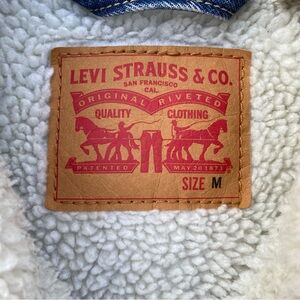 LEVI STRAUSS & CO.
SAN FRANCISCO
CAL.
ORIGINAL RIVETED
QUALITY CLOTHING
PATENTED MAY 20 1873
SIZE M